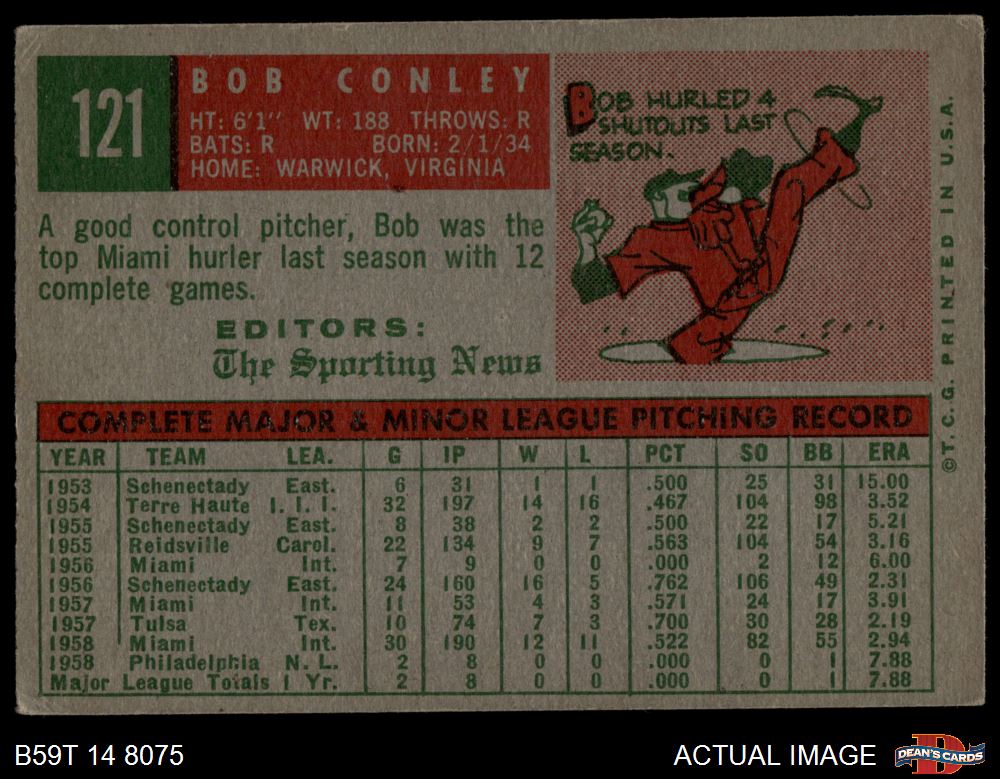 121
BOB CONLEY
HT: 6'1" WT: 188 THROWS: R
BATS: R BORN: 2/1/34
HOME: WARWICK, VIRGINIA
BOB HURLED 4
SHUTOUTS LAST
SEASON.
A good control pitcher, Bob was the
top Miami hurler last season with 12
complete games.
EDITORS:
The Sporting News
©T.C.G. PRINTED IN U.S.A.
COMPLETE MAJOR & MINOR LEAGUE PITCHING RECORD
YEAR TEAM LEA. G IP W L PCT SO BB ERA
1953 Schenectady East. 6 31 1 1 .500 25 31 15.00
1954 Terre Haute I. I. I. 32 197 14 16 .467 104 98 3.52
1955 Schenectady East. 8 38 2 2 .500 22 17 5.21
1955 Reidsville Carol. 22 134 9 7 .563 104 54 3.16
1956 Miami Int. 7 9 0 0 .000 2 12 6.00
1956 Schenectady East. 24 160 16 5 .762 106 49 2.31
1957 Miami Int. 11 53 4 3 .571 24 17 3.91
1957 Tulsa Tex. 10 74 7 3 .700 30 28 2.19
1958 Miami Int. 30 190 12 11 .522 82 55 2.94
1958 Philadelphia N. L. 2 8 0 0 .000 0 1 7.88
Major League Totals 1 Yr. 2 8 0 0 .000 0 1 7.88
B59T 14 8075
ACTUAL IMAGE
DEAN'S CARDS